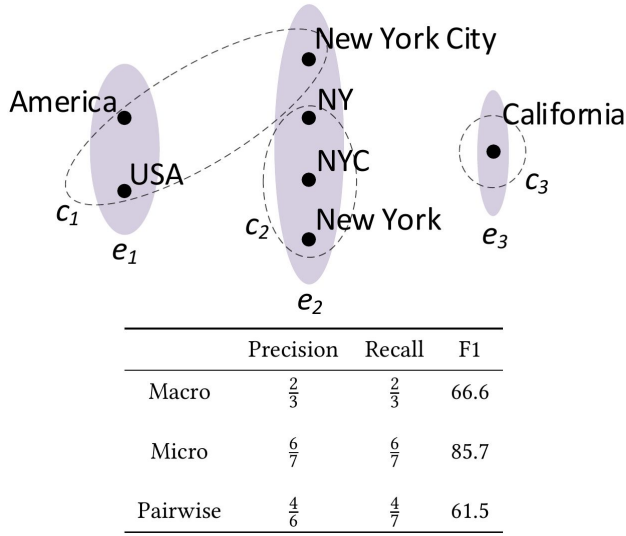 New York City
America
NY
California
NYC
USA
c₁
c₂
New York
c₃
e₁
e₂
e₃
Precision Recall F1
Macro 2/3 2/3 66.6
Micro 6/7 6/7 85.7
Pairwise 4/6 4/7 61.5